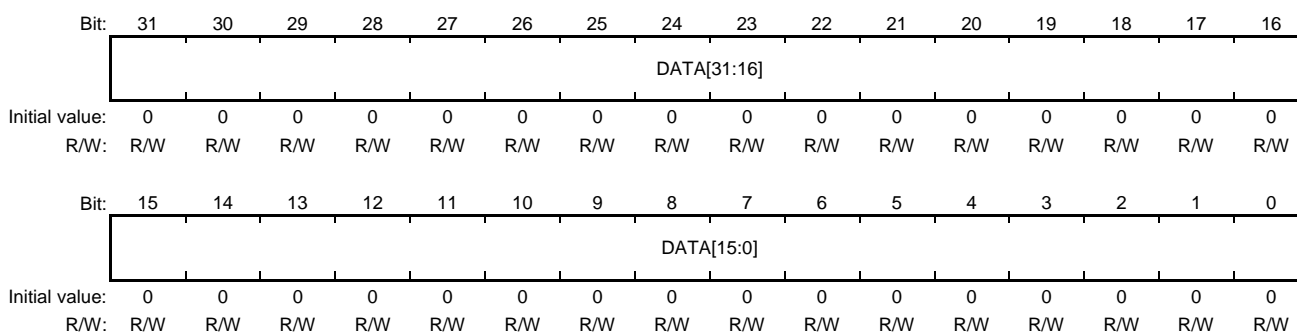 Bit: 31 30 29 28 27 26 25 24 23 22 21 20 19 18 17 16
DATA[31:16]
Initial value: 0 0 0 0 0 0 0 0 0 0 0 0 0 0 0 0
R/W: R/W R/W R/W R/W R/W R/W R/W R/W R/W R/W R/W R/W R/W R/W R/W R/W
Bit: 15 14 13 12 11 10 9 8 7 6 5 4 3 2 1 0
DATA[15:0]
Initial value: 0 0 0 0 0 0 0 0 0 0 0 0 0 0 0 0
R/W: R/W R/W R/W R/W R/W R/W R/W R/W R/W R/W R/W R/W R/W R/W R/W R/W